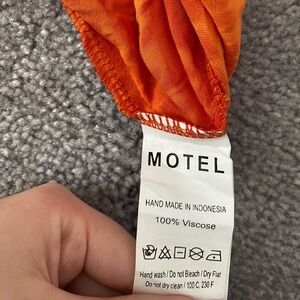 MOTEL
HAND MADE IN INDONESIA
100% Viscose
Hand wash / Do not Bleach / Dry Flat
Do not dry clean / 100 C, 230 F